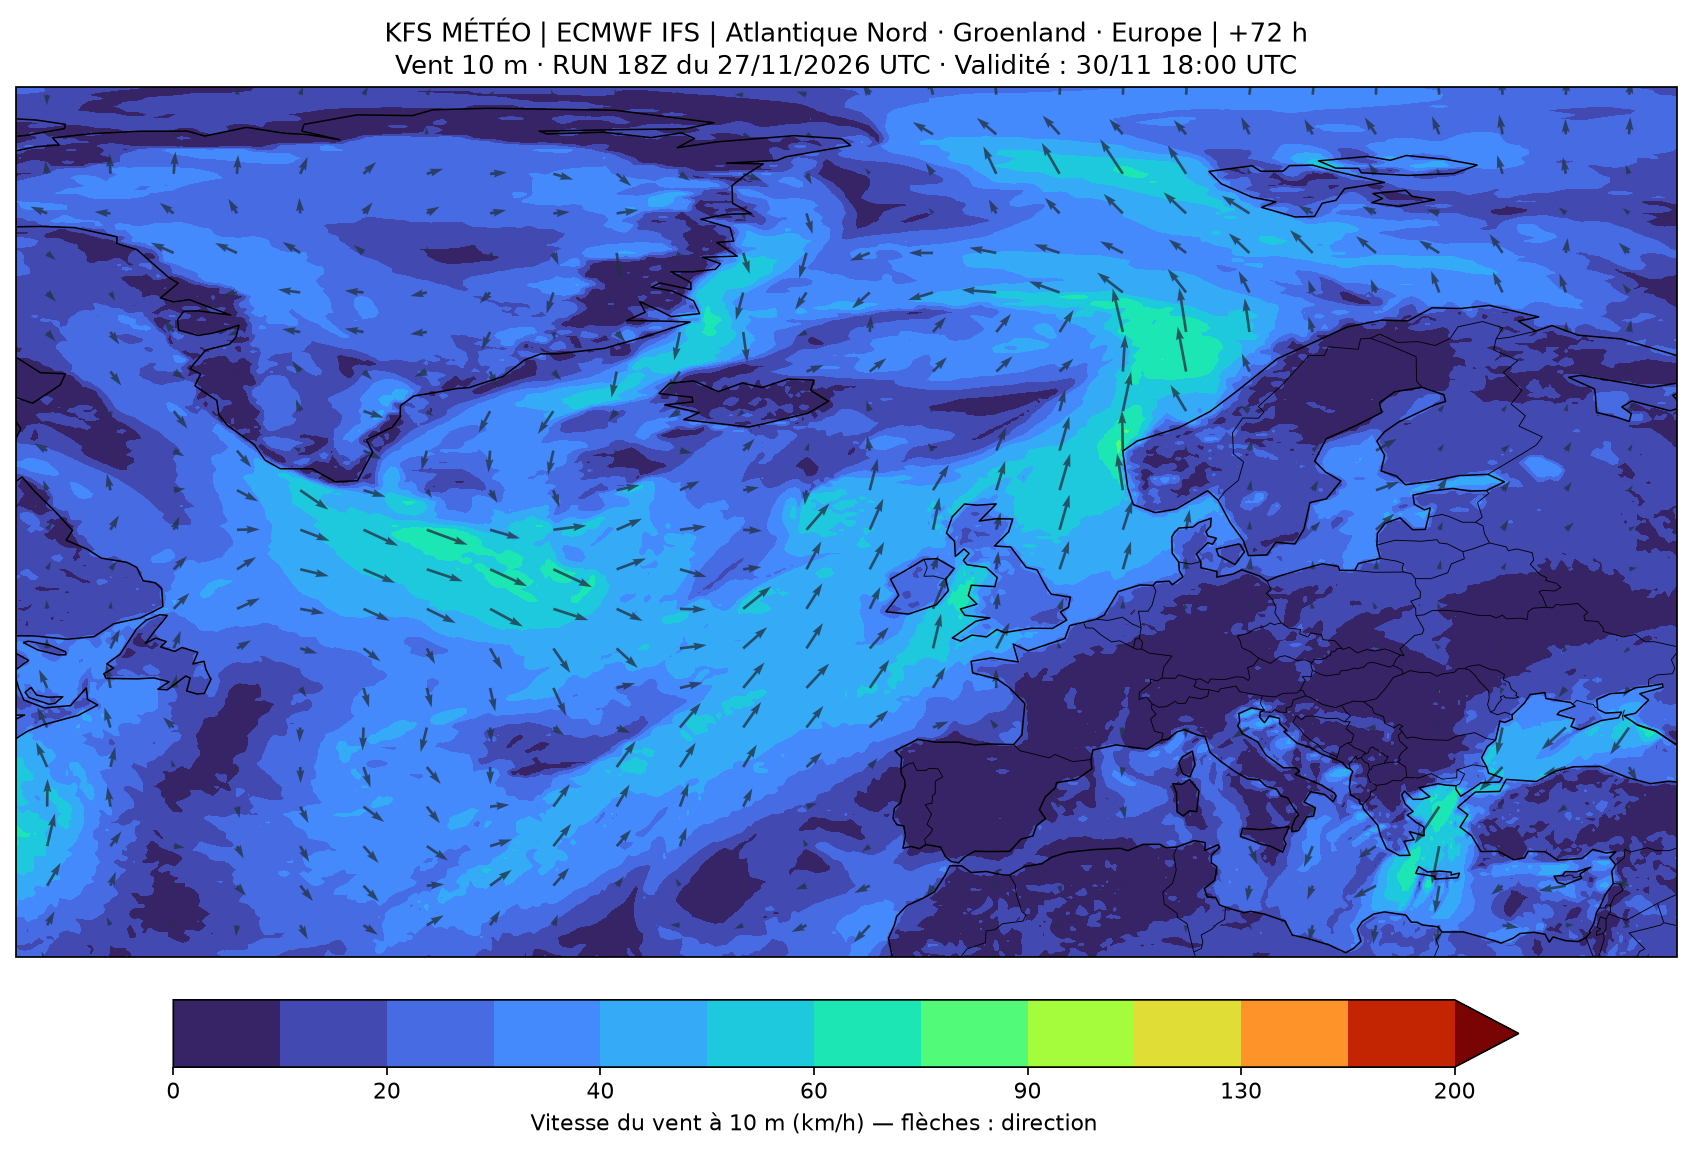 KFS MÉTÉO | ECMWF IFS | Atlantique Nord · Groenland · Europe | +72 h
Vent 10 m · RUN 18Z du 27/11/2026 UTC · Validité : 30/11 18:00 UTC
0 20 40 60 90 130 200
Vitesse du vent à 10 m (km/h) — flèches : direction